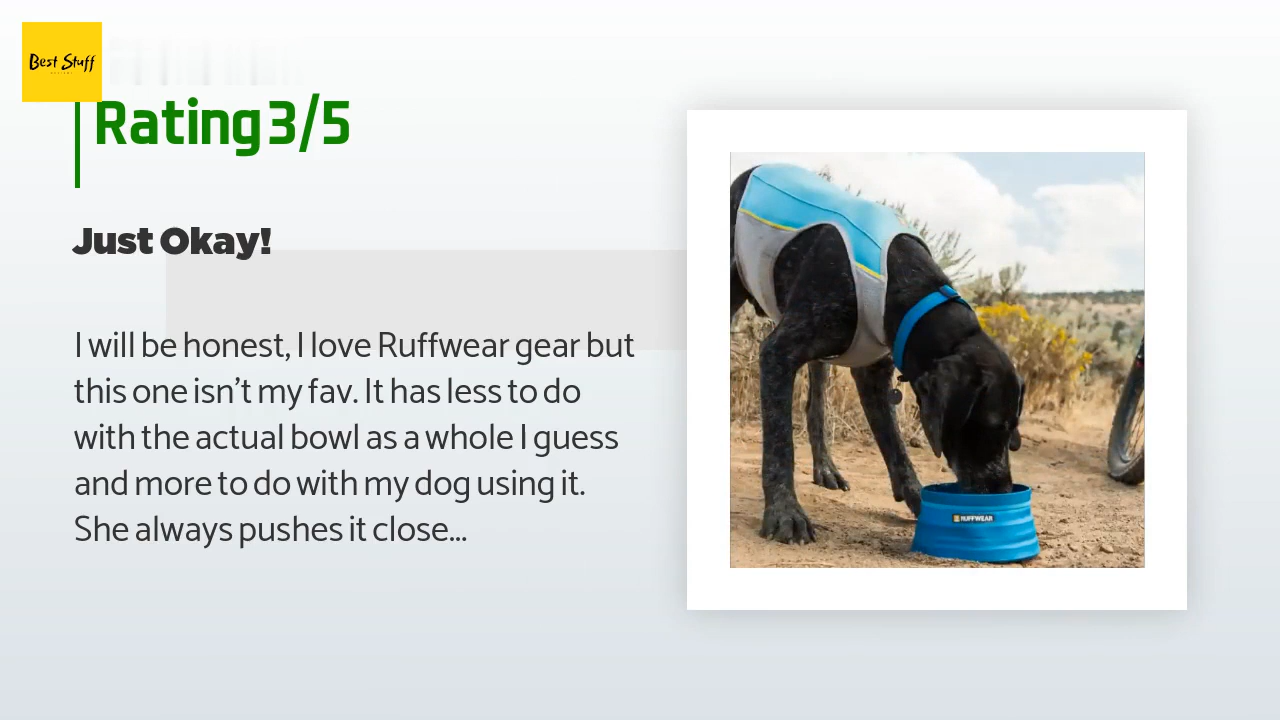 Best Stuff
Rating 3/5
Just Okay!
I will be honest, I love Ruffwear gear but
this one isn't my fav. It has less to do
with the actual bowl as a whole I guess
and more to do with my dog using it.
She always pushes it close...
RUFFWEAR